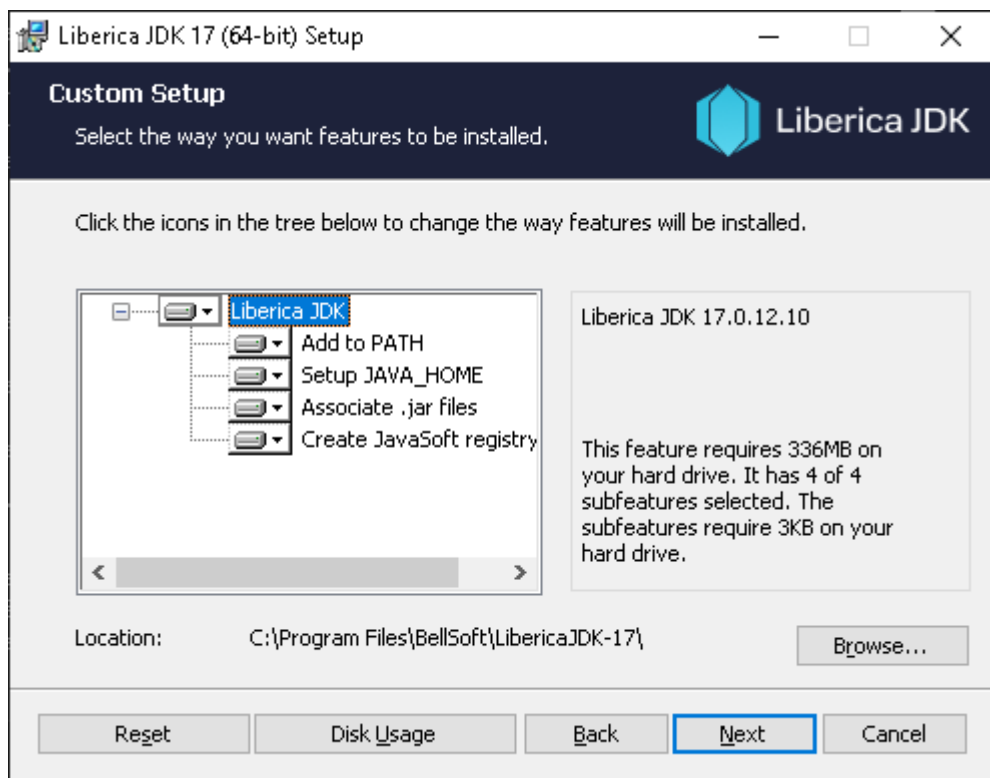 Liberica JDK 17 (64-bit) Setup
Custom Setup
Select the way you want features to be installed.
Liberica JDK
Click the icons in the tree below to change the way features will be installed.
Liberica JDK
Add to PATH
Setup JAVA_HOME
Associate .jar files
Create JavaSoft registry
Liberica JDK 17.0.12.10
This feature requires 336MB on
your hard drive. It has 4 of 4
subfeatures selected. The
subfeatures require 3KB on your
hard drive.
Location: C:\Program Files\BellSoft\LibericaJDK-17\
Browse...
Reset Disk Usage Back Next Cancel